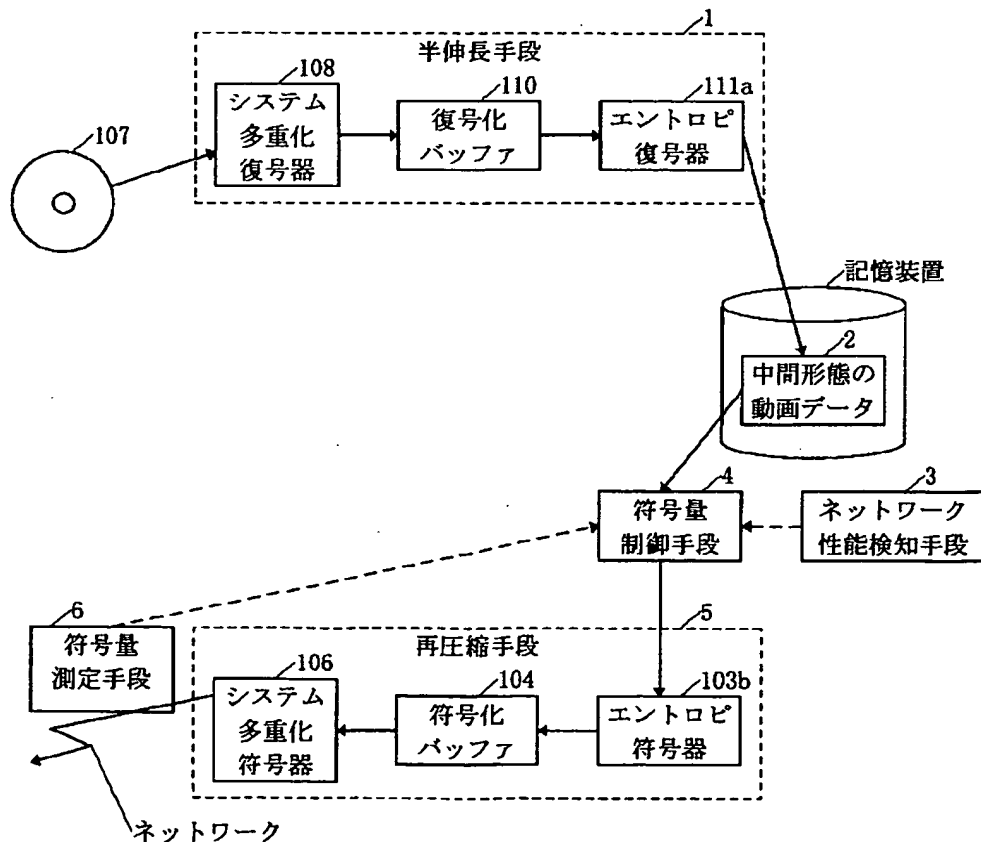 1
半伸長手段
108
システム
多重化
復号器
110
復号化
バッファ
111a
エントロピ
復号器
107
記憶装置
2
中間形態の
動画データ
4
符号量
制御手段
3
ネットワーク
性能検知手段
6
符号量
測定手段
5
再圧縮手段
106
システム
多重化
符号器
104
符号化
バッファ
103b
エントロピ
符号器
ネットワーク